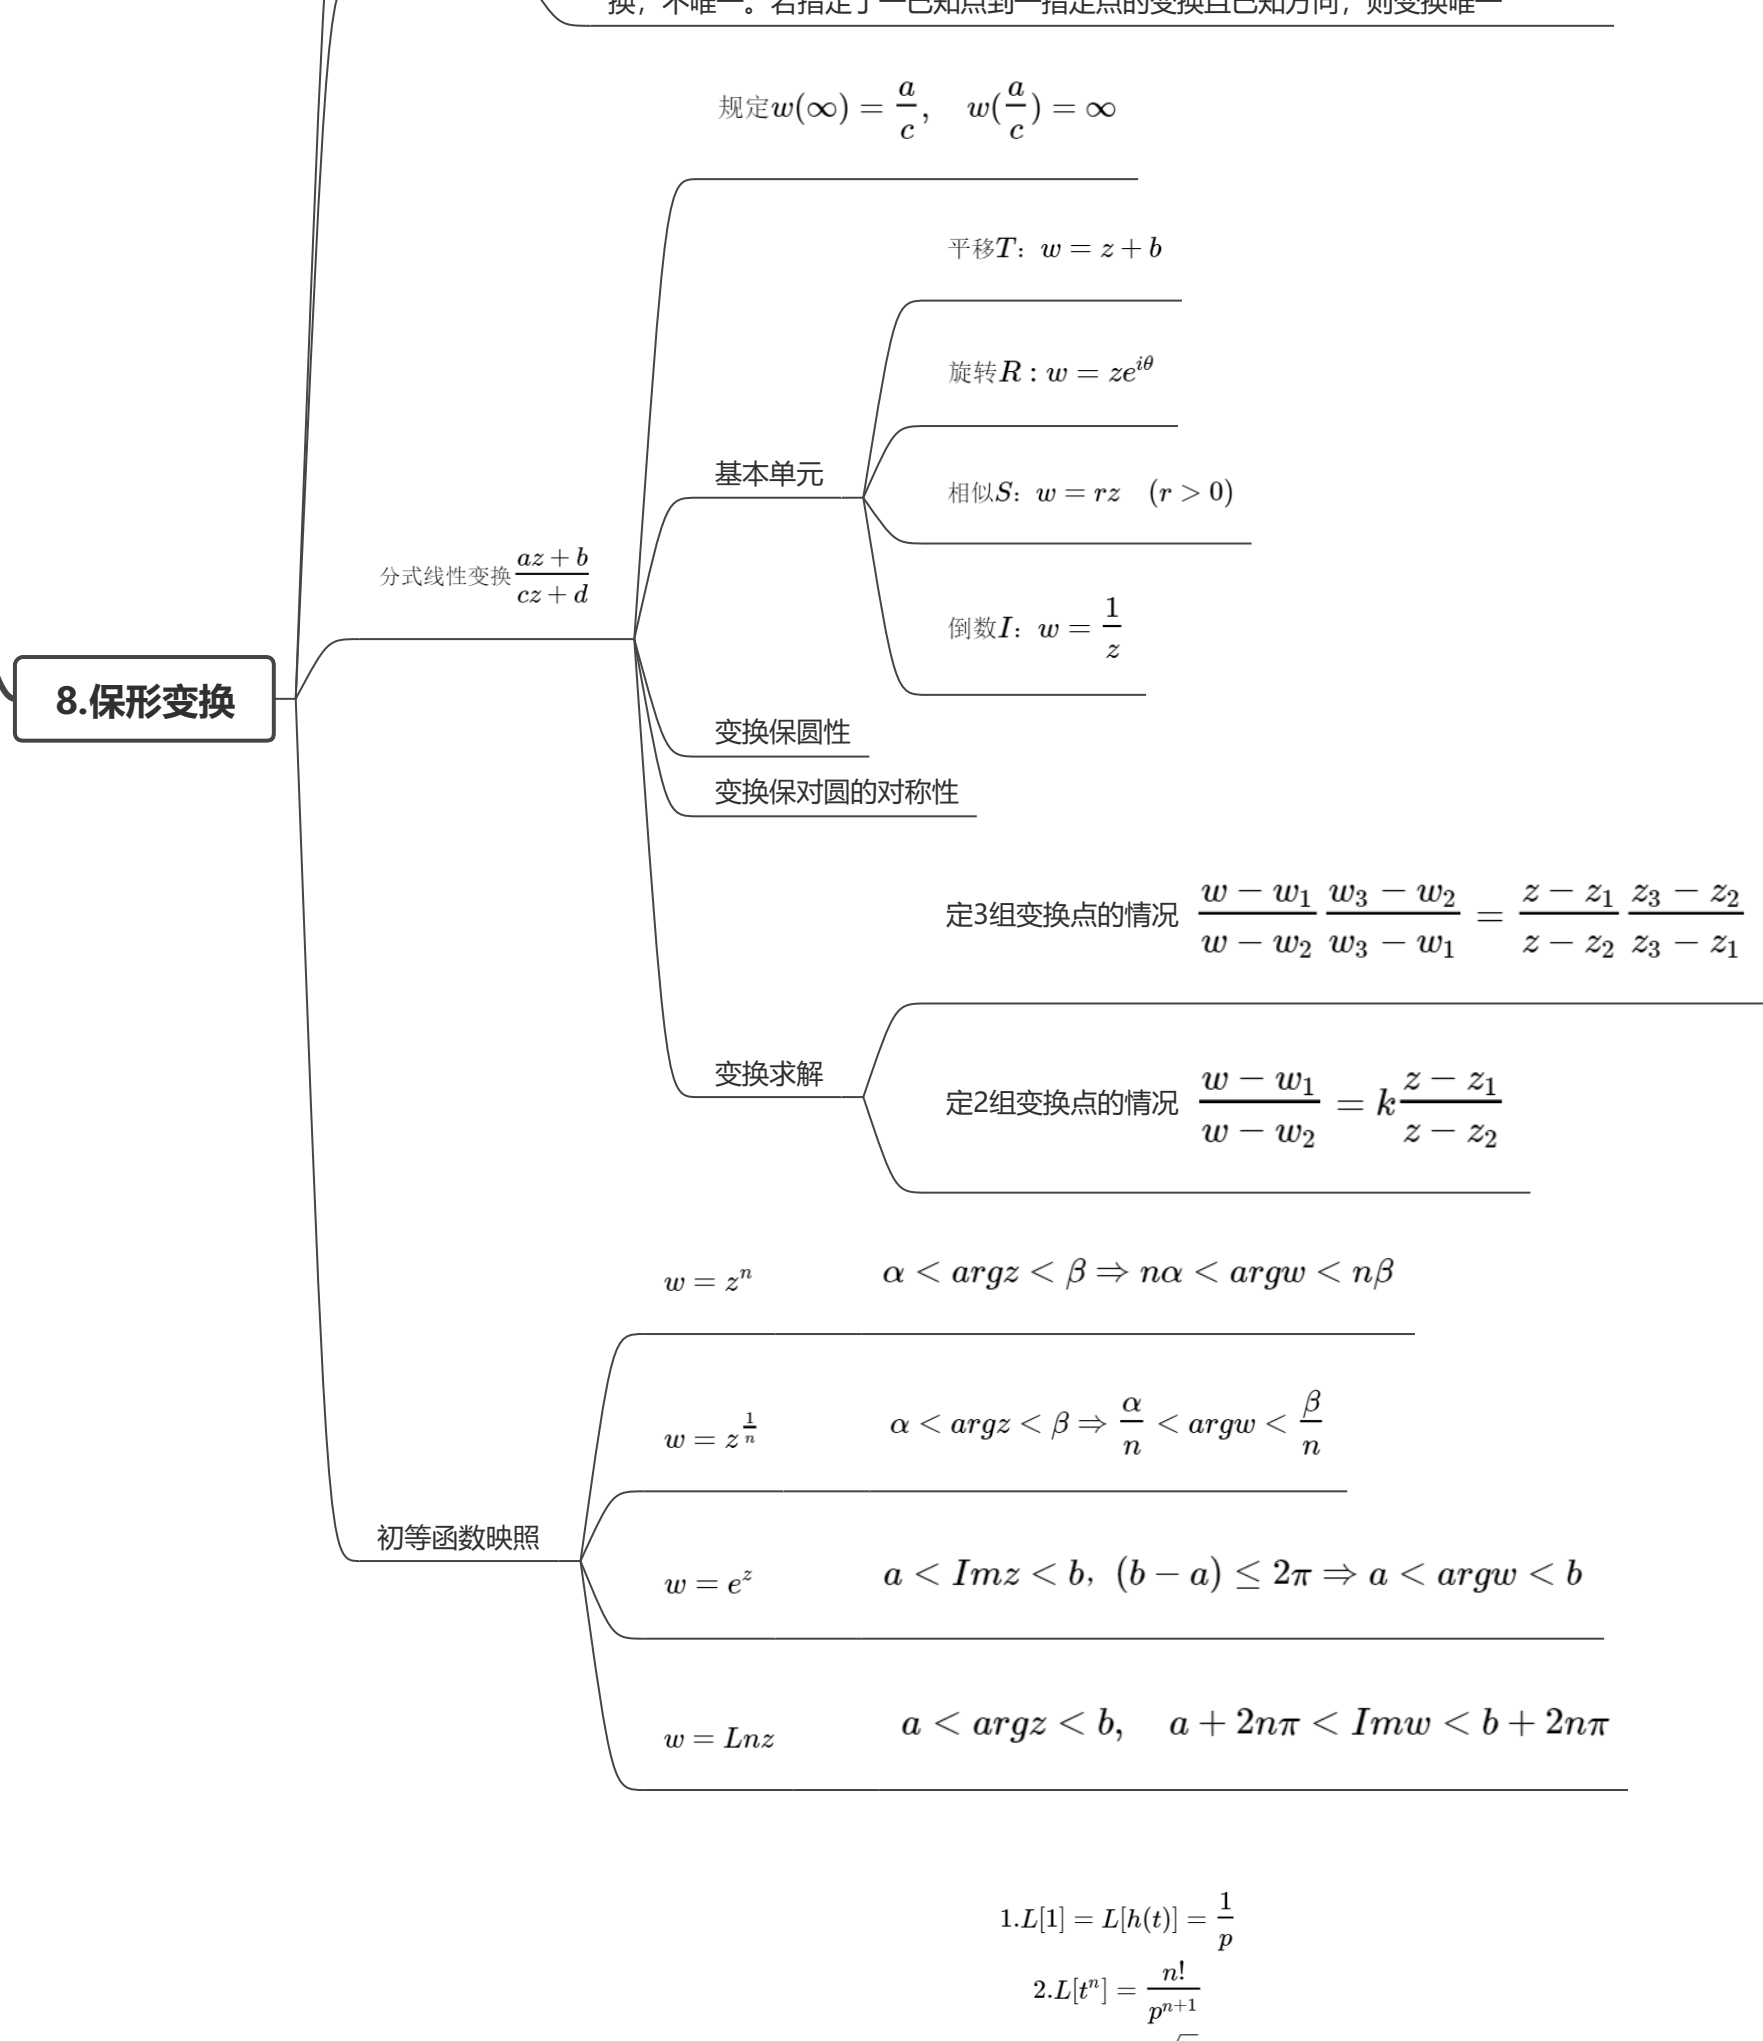 换，不唯一。若指定了一已知点到一指定点的变换且已知方向，则变换唯一
规定w(∞) = a/c, w(a/c) = ∞
平移T：w = z + b
旋转R : w = ze^{iθ}
基本单元
相似S：w = rz (r > 0)
分式线性变换 (az + b)/(cz + d)
倒数I：w = 1/z
8.保形变换
变换保圆性
变换保对圆的对称性
定3组变换点的情况 (w − w₁)/(w − w₂) (w₃ − w₂)/(w₃ − w₁) = (z − z₁)/(z − z₂) (z₃ − z₂)/(z₃ − z₁)
变换求解
定2组变换点的情况 (w − w₁)/(w − w₂) = k (z − z₁)/(z − z₂)
w = z^n α < argz < β ⇒ nα < argw < nβ
w = z^{1/n} α < argz < β ⇒ α/n < argw < β/n
初等函数映照
w = e^z a < Imz < b, (b − a) ≤ 2π ⇒ a < argw < b
w = Lnz a < argz < b, a + 2nπ < Imw < b + 2nπ
1.L[1] = L[h(t)] = 1/p
2.L[t^n] = n!/p^{n+1}